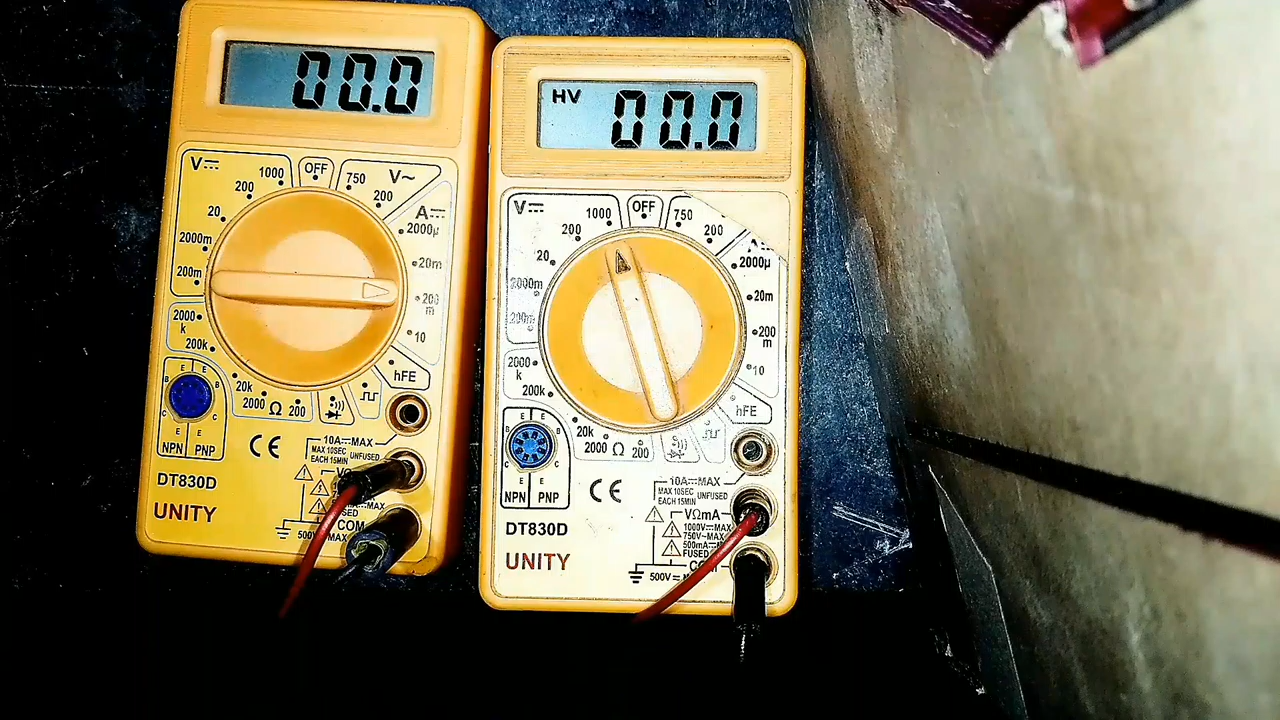 00.0
V⎓
1000
OFF
750
V~
200
200
A⎓
20
2000µ
2000m
20m
200m
200
m
2000
k
10
200k
20k
hFE
2000
Ω
200
E E
B B
C C
E E
NPN
PNP
CE
10A⎓MAX
MAX 10SEC
EACH 15MIN
UNFUSED
COM
DT830D
UNITY
HV
00.0
V⎓
1000
OFF
750
200
200
20
2000µ
2000m
20m
200m
200
m
2000
k
10
200k
hFE
20k
2000
Ω
200
E E
B B
C C
E E
NPN
PNP
CE
10A⎓MAX
MAX 10SEC
EACH 15MIN
UNFUSED
VΩmA
1000V⎓MAX
750V~MAX
500mA⎓MAX
FUSED
DT830D
500V⎓
UNITY